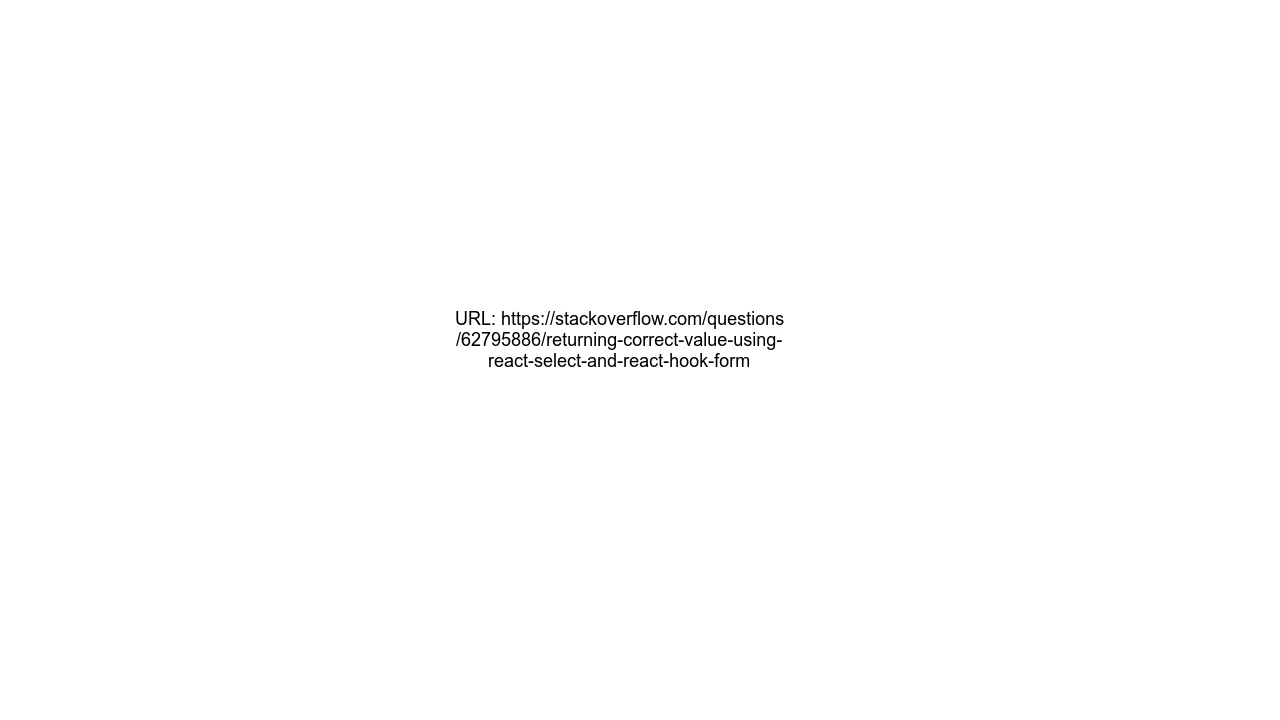 URL: https://stackoverflow.com/questions
/62795886/returning-correct-value-using-
react-select-and-react-hook-form